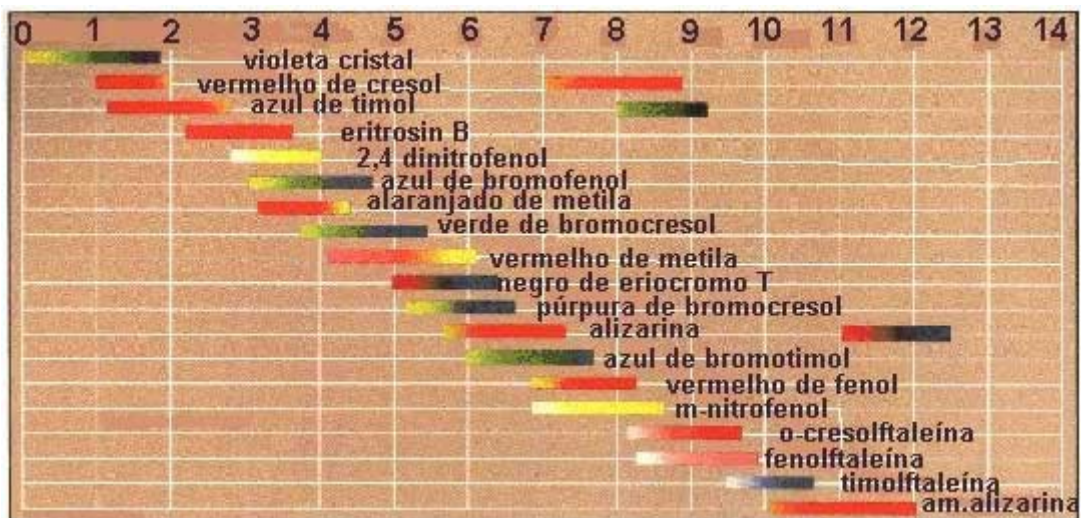 0 1 2 3 4 5 6 7 8 9 10 11 12 13 14
violeta cristal
vermelho de cresol
azul de timol
eritrosin B
2,4 dinitrofenol
azul de bromofenol
alaranjado de metila
verde de bromocresol
vermelho de metila
negro de eriocromo T
púrpura de bromocresol
alizarina
azul de bromotimol
vermelho de fenol
m-nitrofenol
o-cresolftaleína
fenolftaleína
timolftaleína
am.alizarina